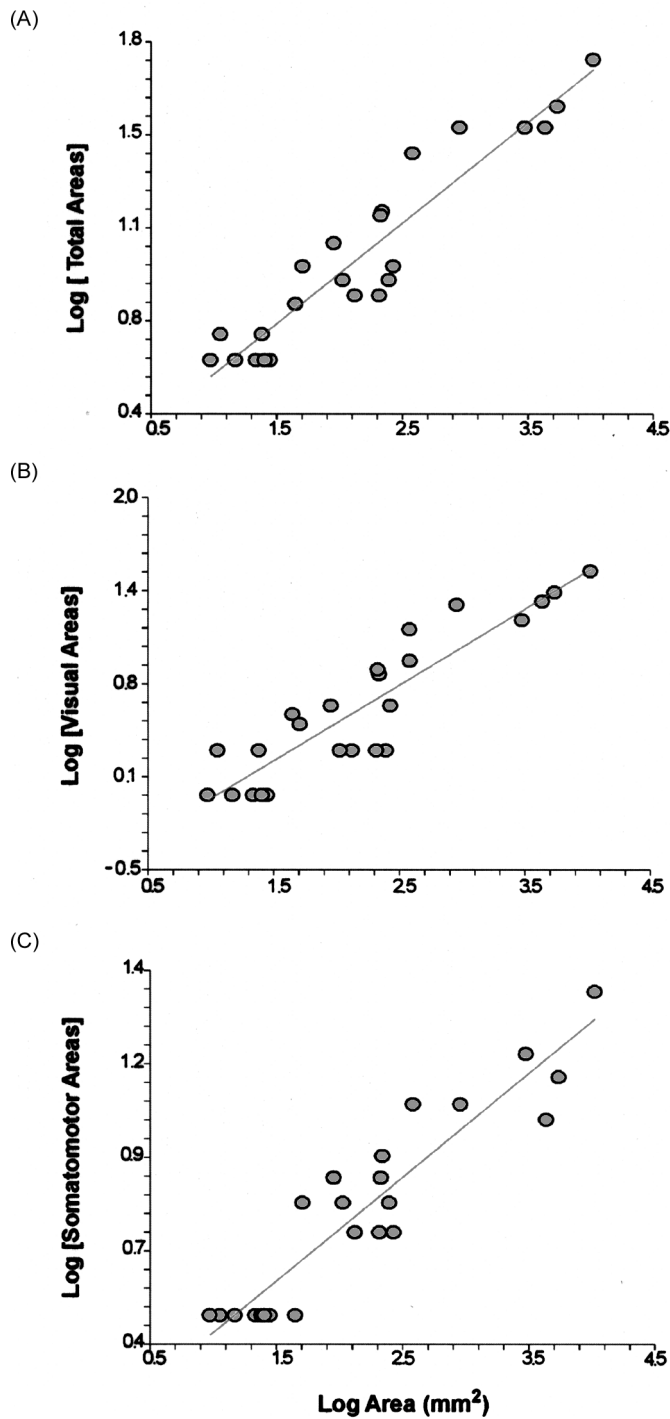 (A)
1.8
1.5
1.1
0.8
0.4
Log [ Total Areas]
0.5 1.5 2.5 3.5 4.5
(B)
2.0
1.4
0.8
0.1
-0.5
Log [Visual Areas]
0.5 1.5 2.5 3.5 4.5
(C)
1.4
1.2
0.9
0.7
0.4
Log [Somatomotor Areas]
0.5 1.5 2.5 3.5 4.5
Log Area (mm²)